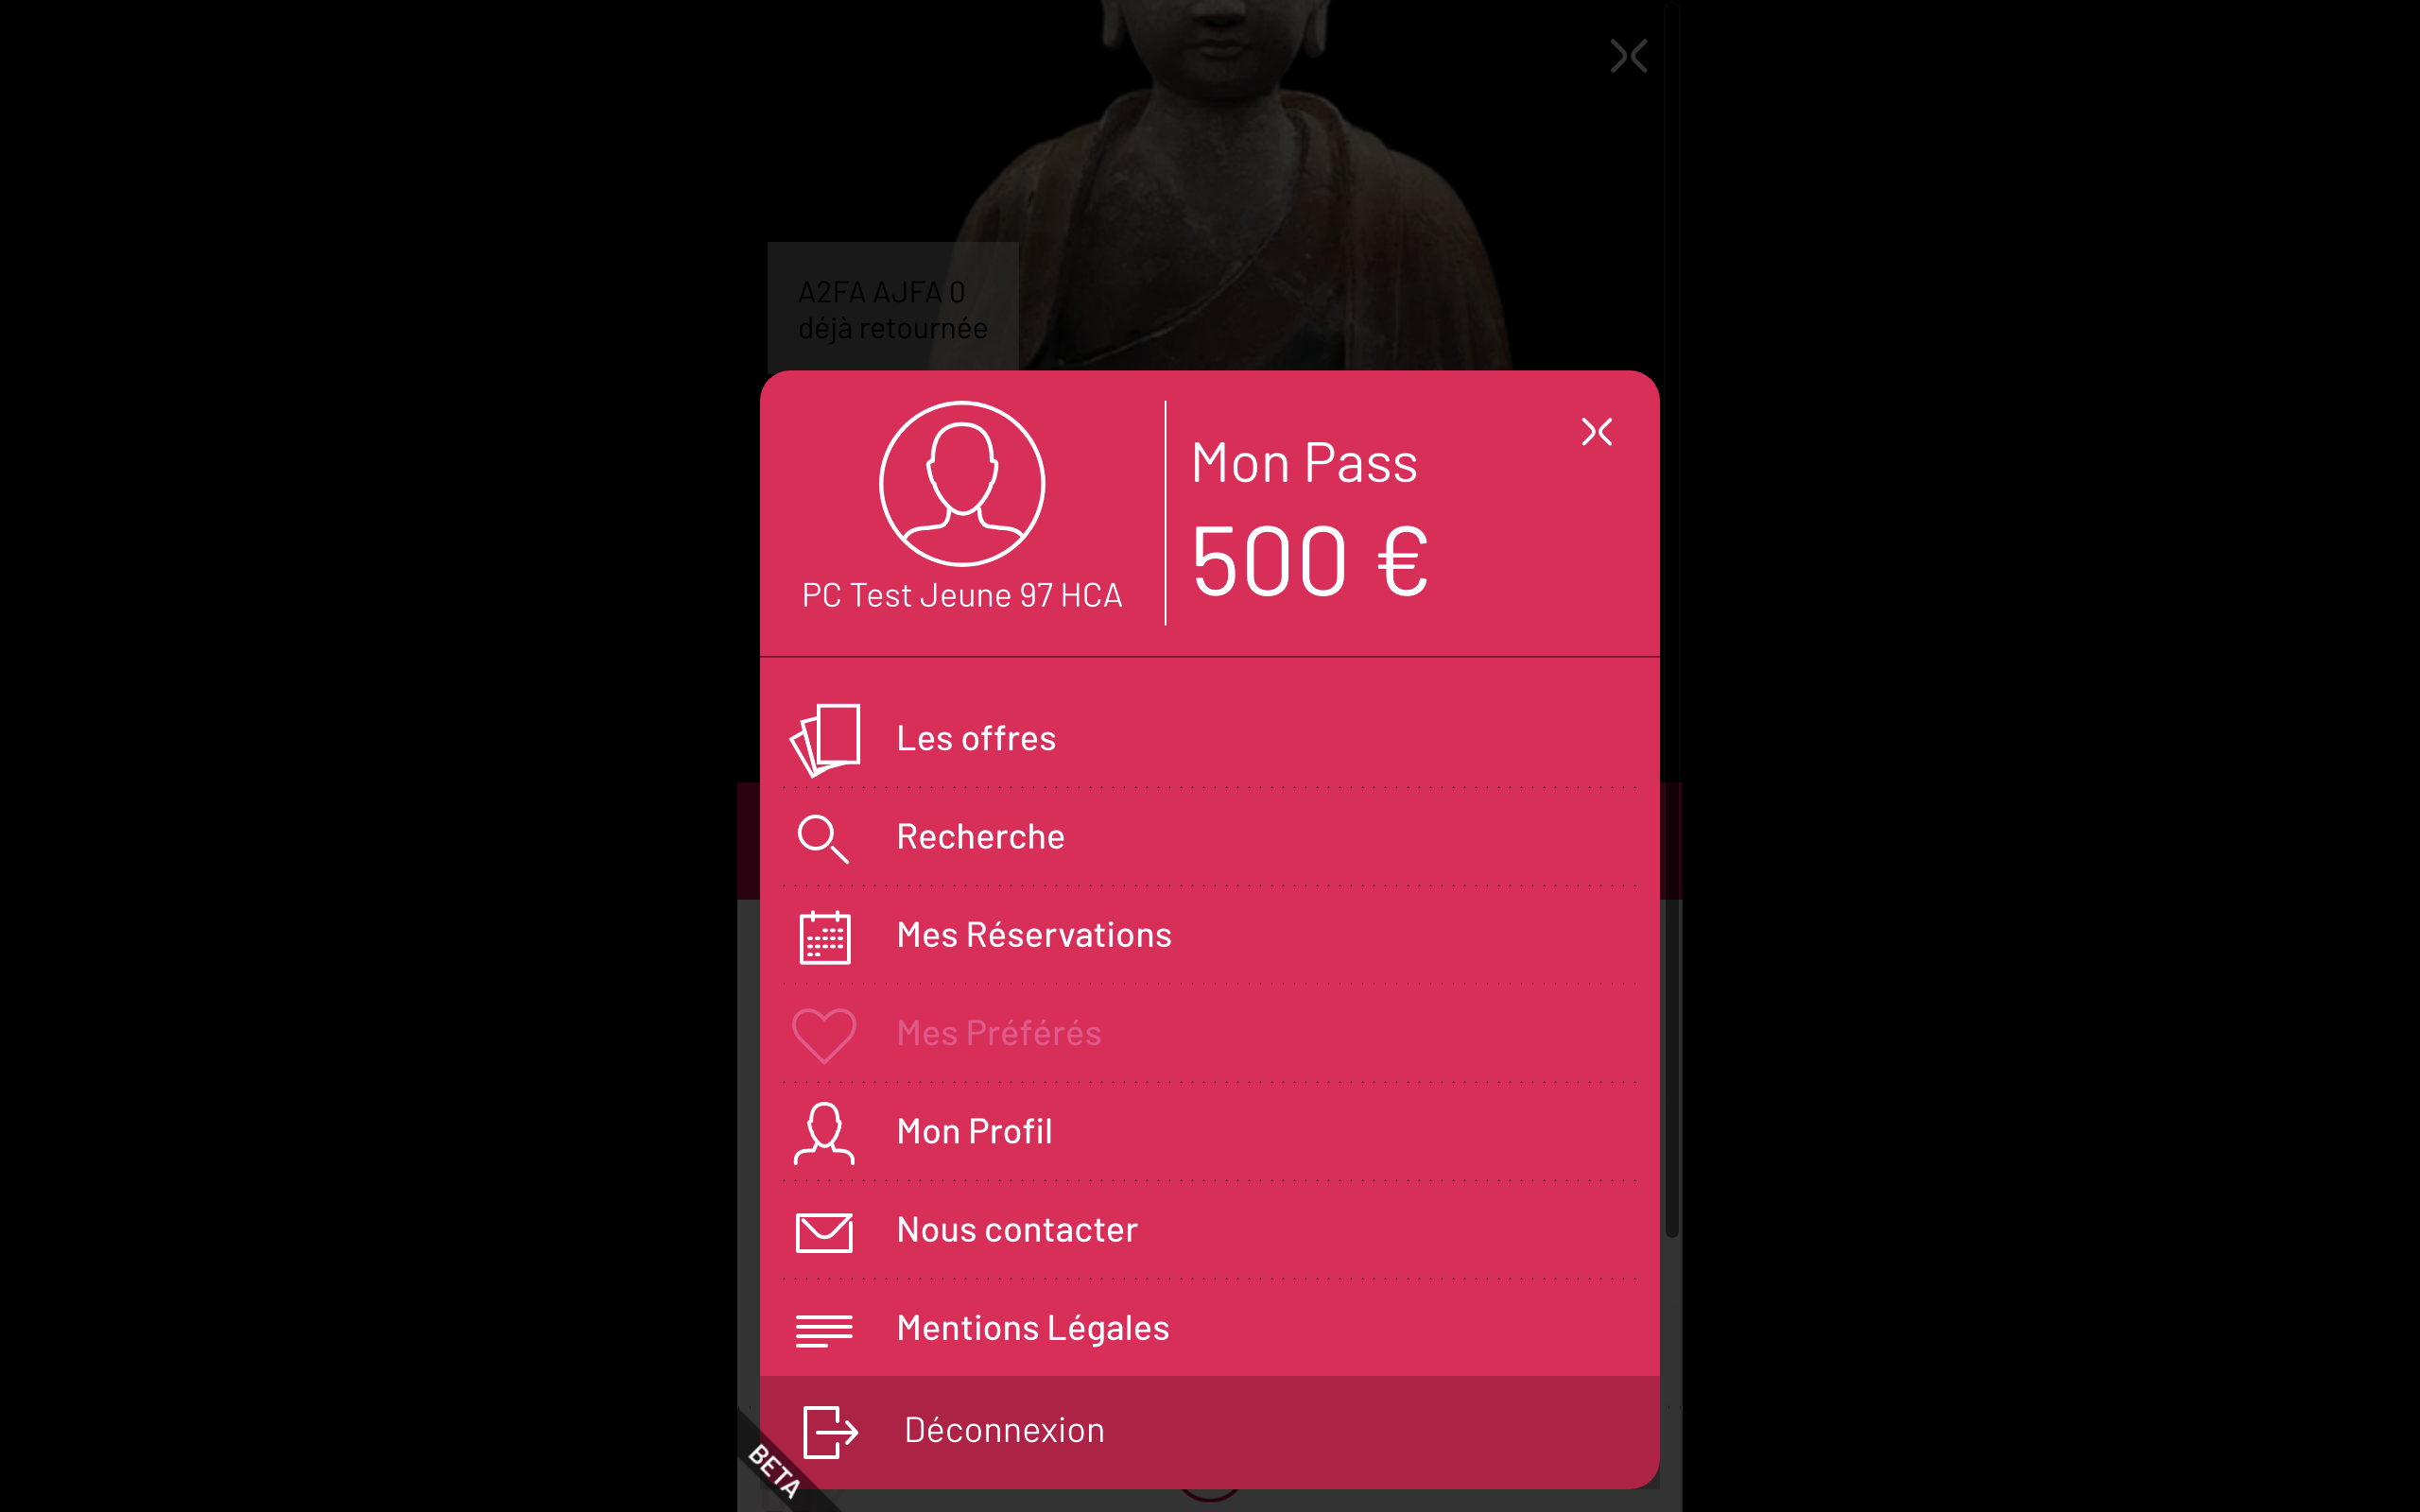 A2FA AJFA 0
déjà retournée
PC Test Jeune 97 HCA
Mon Pass
500 €
Les offres
Recherche
Mes Réservations
Mes Préférés
Mon Profil
Nous contacter
Mentions Légales
Déconnexion
BETA